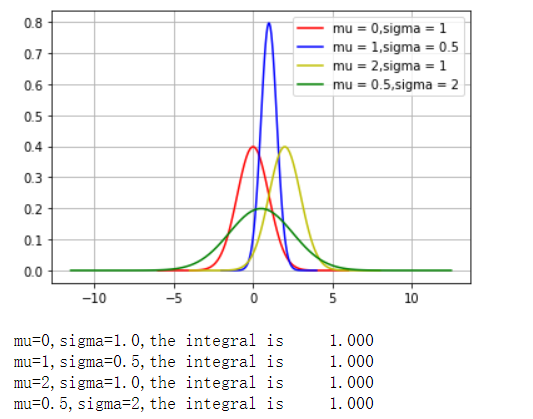 0.8
0.7
0.6
0.5
0.4
0.3
0.2
0.1
0.0
−10
−5
0
5
10
mu = 0,sigma = 1
mu = 1,sigma = 0.5
mu = 2,sigma = 1
mu = 0.5,sigma = 2
mu=0,sigma=1.0,the integral is 1.000
mu=1,sigma=0.5,the integral is 1.000
mu=2,sigma=1.0,the integral is 1.000
mu=0.5,sigma=2,the integral is 1.000